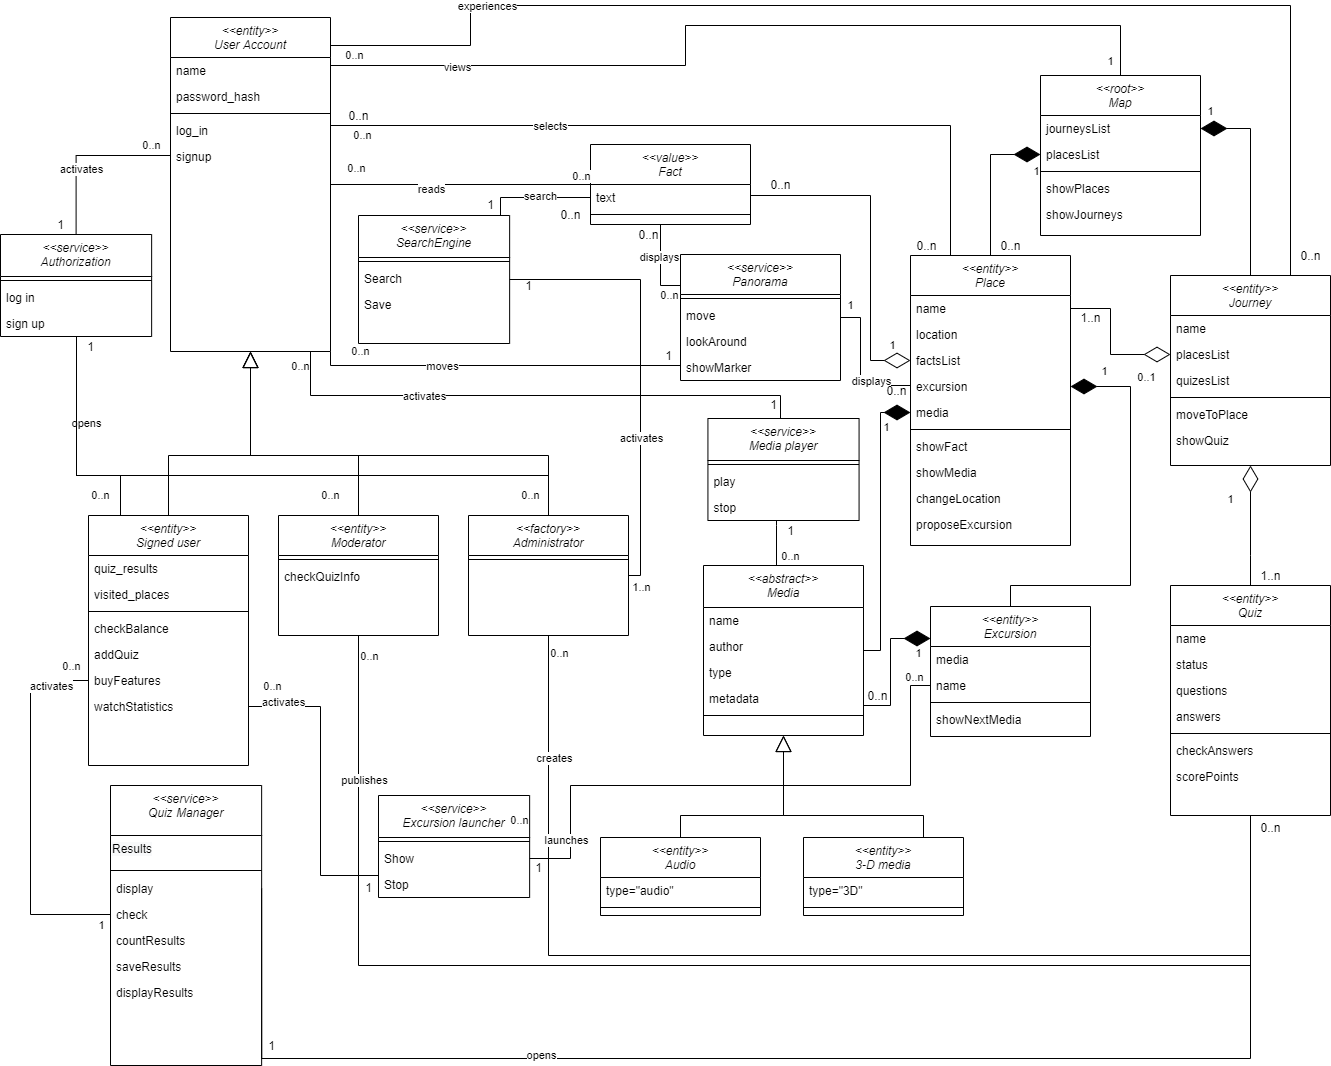 experiences
<<entity>>
User Account
name
password_hash
log_in
signup
0..n
views
1
<<root>>
Map
journeysList
placesList
showPlaces
showJourneys
1
1
0..n
selects
0..n
0..n
activates
1
0..n
reads
0..n
<<value>>
Fact
text
0..n
search
1
0..n
<<service>>
SearchEngine
Search
Save
1
<<service>>
Authorization
log in
sign up
1
0..n
displays
0..n
<<service>>
Panorama
move
lookAround
showMarker
1
displays
0..n
0..n
0..n
<<entity>>
Place
name
location
factsList
excursion
media
showFact
showMedia
changeLocation
proposeExcursion
1
1
1
1..n
0..1
0..n
<<entity>>
Journey
name
placesList
quizesList
moveToPlace
showQuiz
1
1..n
0..n
moves
1
0..n
activates
1
opens
activates
<<service>>
Media player
play
stop
1
0..n
0..n
0..n
0..n
<<entity>>
Signed user
quiz_results
visited_places
checkBalance
addQuiz
buyFeatures
watchStatistics
<<entity>>
Moderator
checkQuizInfo
<<factory>>
Administrator
1..n
<<abstract>>
Media
name
author
type
metadata
<<entity>>
Excursion
media
name
showNextMedia
1
0..n
0..n
<<entity>>
Quiz
name
status
questions
answers
checkAnswers
scorePoints
0..n
0..n
0..n
0..n
activates
0..n
activates
creates
publishes
<<service>>
Quiz Manager
Results
display
check
countResults
saveResults
displayResults
1
1
<<service>>
Excursion launcher
0..n
Show
Stop
1
1
launches
<<entity>>
Audio
type="audio"
<<entity>>
3-D media
type="3D"
opens